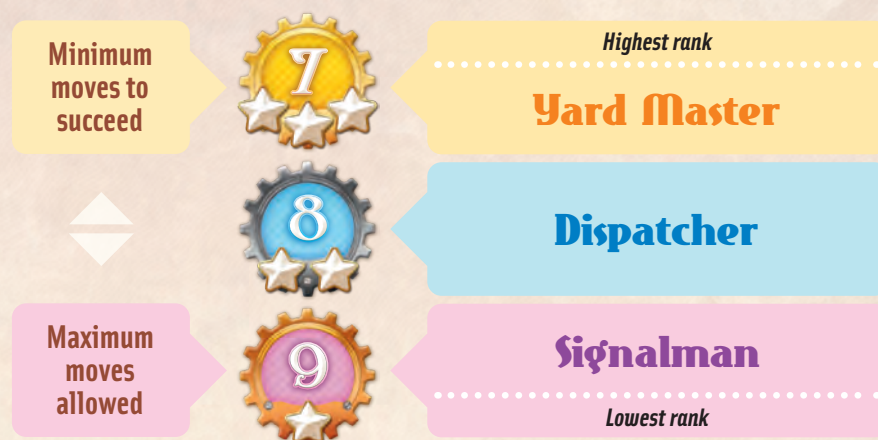 Minimum
moves to
succeed
7
Highest rank
Yard Master
8
Dispatcher
Maximum
moves
allowed
9
Signalman
Lowest rank